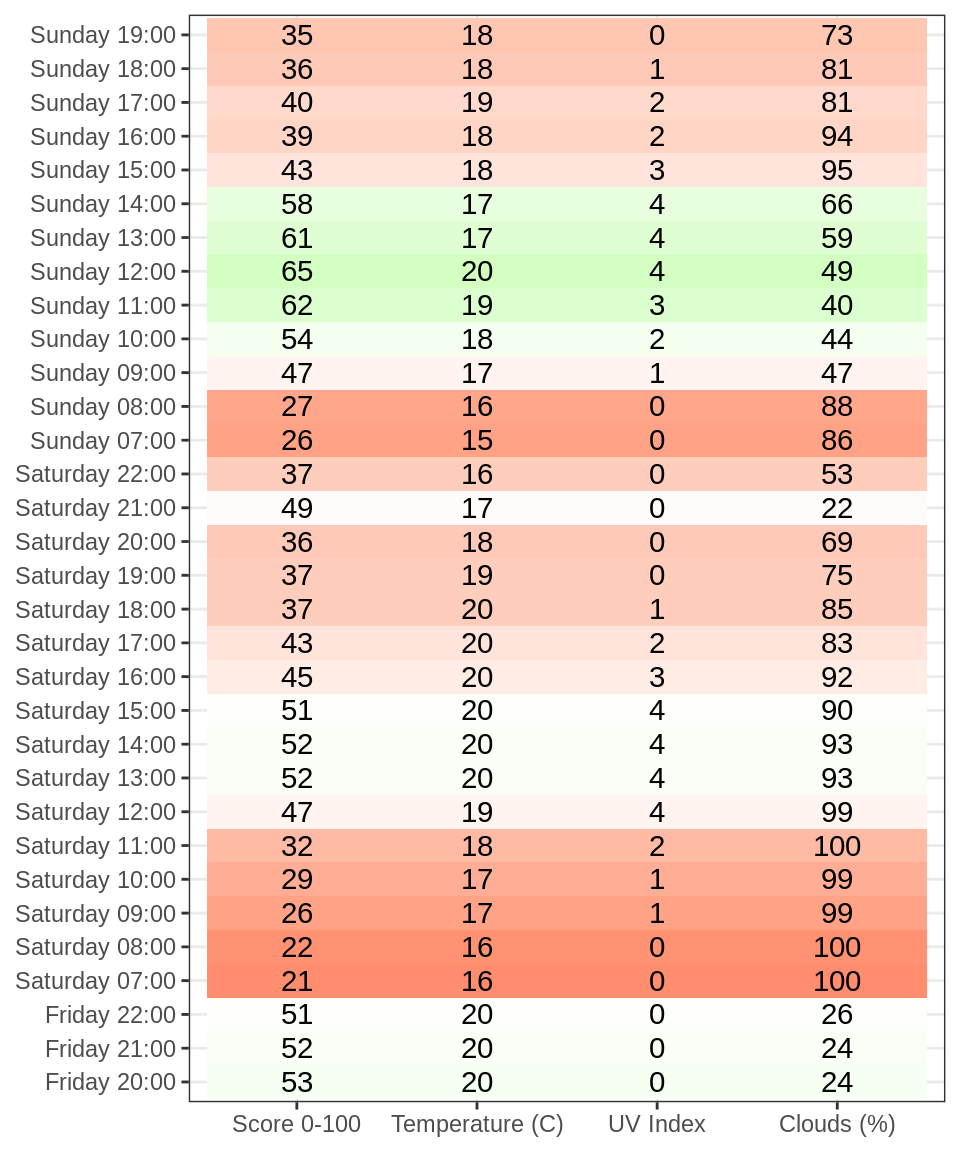 Sunday 19:00 35 18 0 73
Sunday 18:00 36 18 1 81
Sunday 17:00 40 19 2 81
Sunday 16:00 39 18 2 94
Sunday 15:00 43 18 3 95
Sunday 14:00 58 17 4 66
Sunday 13:00 61 17 4 59
Sunday 12:00 65 20 4 49
Sunday 11:00 62 19 3 40
Sunday 10:00 54 18 2 44
Sunday 09:00 47 17 1 47
Sunday 08:00 27 16 0 88
Sunday 07:00 26 15 0 86
Saturday 22:00 37 16 0 53
Saturday 21:00 49 17 0 22
Saturday 20:00 36 18 0 69
Saturday 19:00 37 19 0 75
Saturday 18:00 37 20 1 85
Saturday 17:00 43 20 2 83
Saturday 16:00 45 20 3 92
Saturday 15:00 51 20 4 90
Saturday 14:00 52 20 4 93
Saturday 13:00 52 20 4 93
Saturday 12:00 47 19 4 99
Saturday 11:00 32 18 2 100
Saturday 10:00 29 17 1 99
Saturday 09:00 26 17 1 99
Saturday 08:00 22 16 0 100
Saturday 07:00 21 16 0 100
Friday 22:00 51 20 0 26
Friday 21:00 52 20 0 24
Friday 20:00 53 20 0 24
Score 0-100 Temperature (C) UV Index Clouds (%)